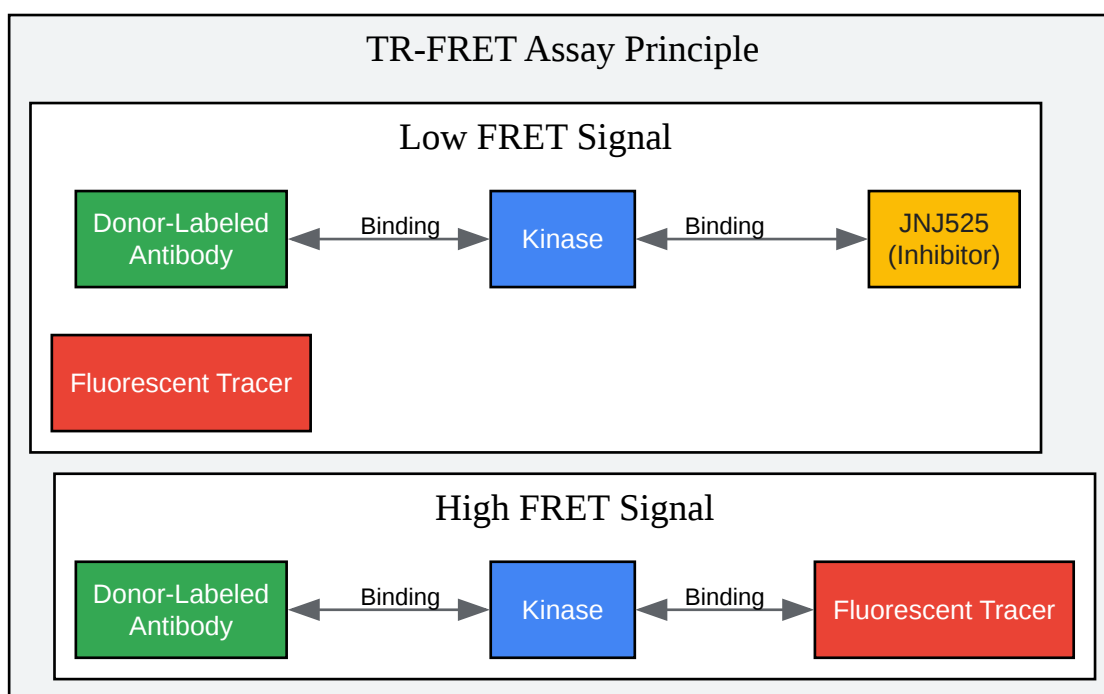 TR-FRET Assay Principle
Low FRET Signal
Donor-Labeled
Antibody
Binding
Kinase
Binding
JNJ525
(Inhibitor)
Fluorescent Tracer
High FRET Signal
Donor-Labeled
Antibody
Binding
Kinase
Binding
Fluorescent Tracer